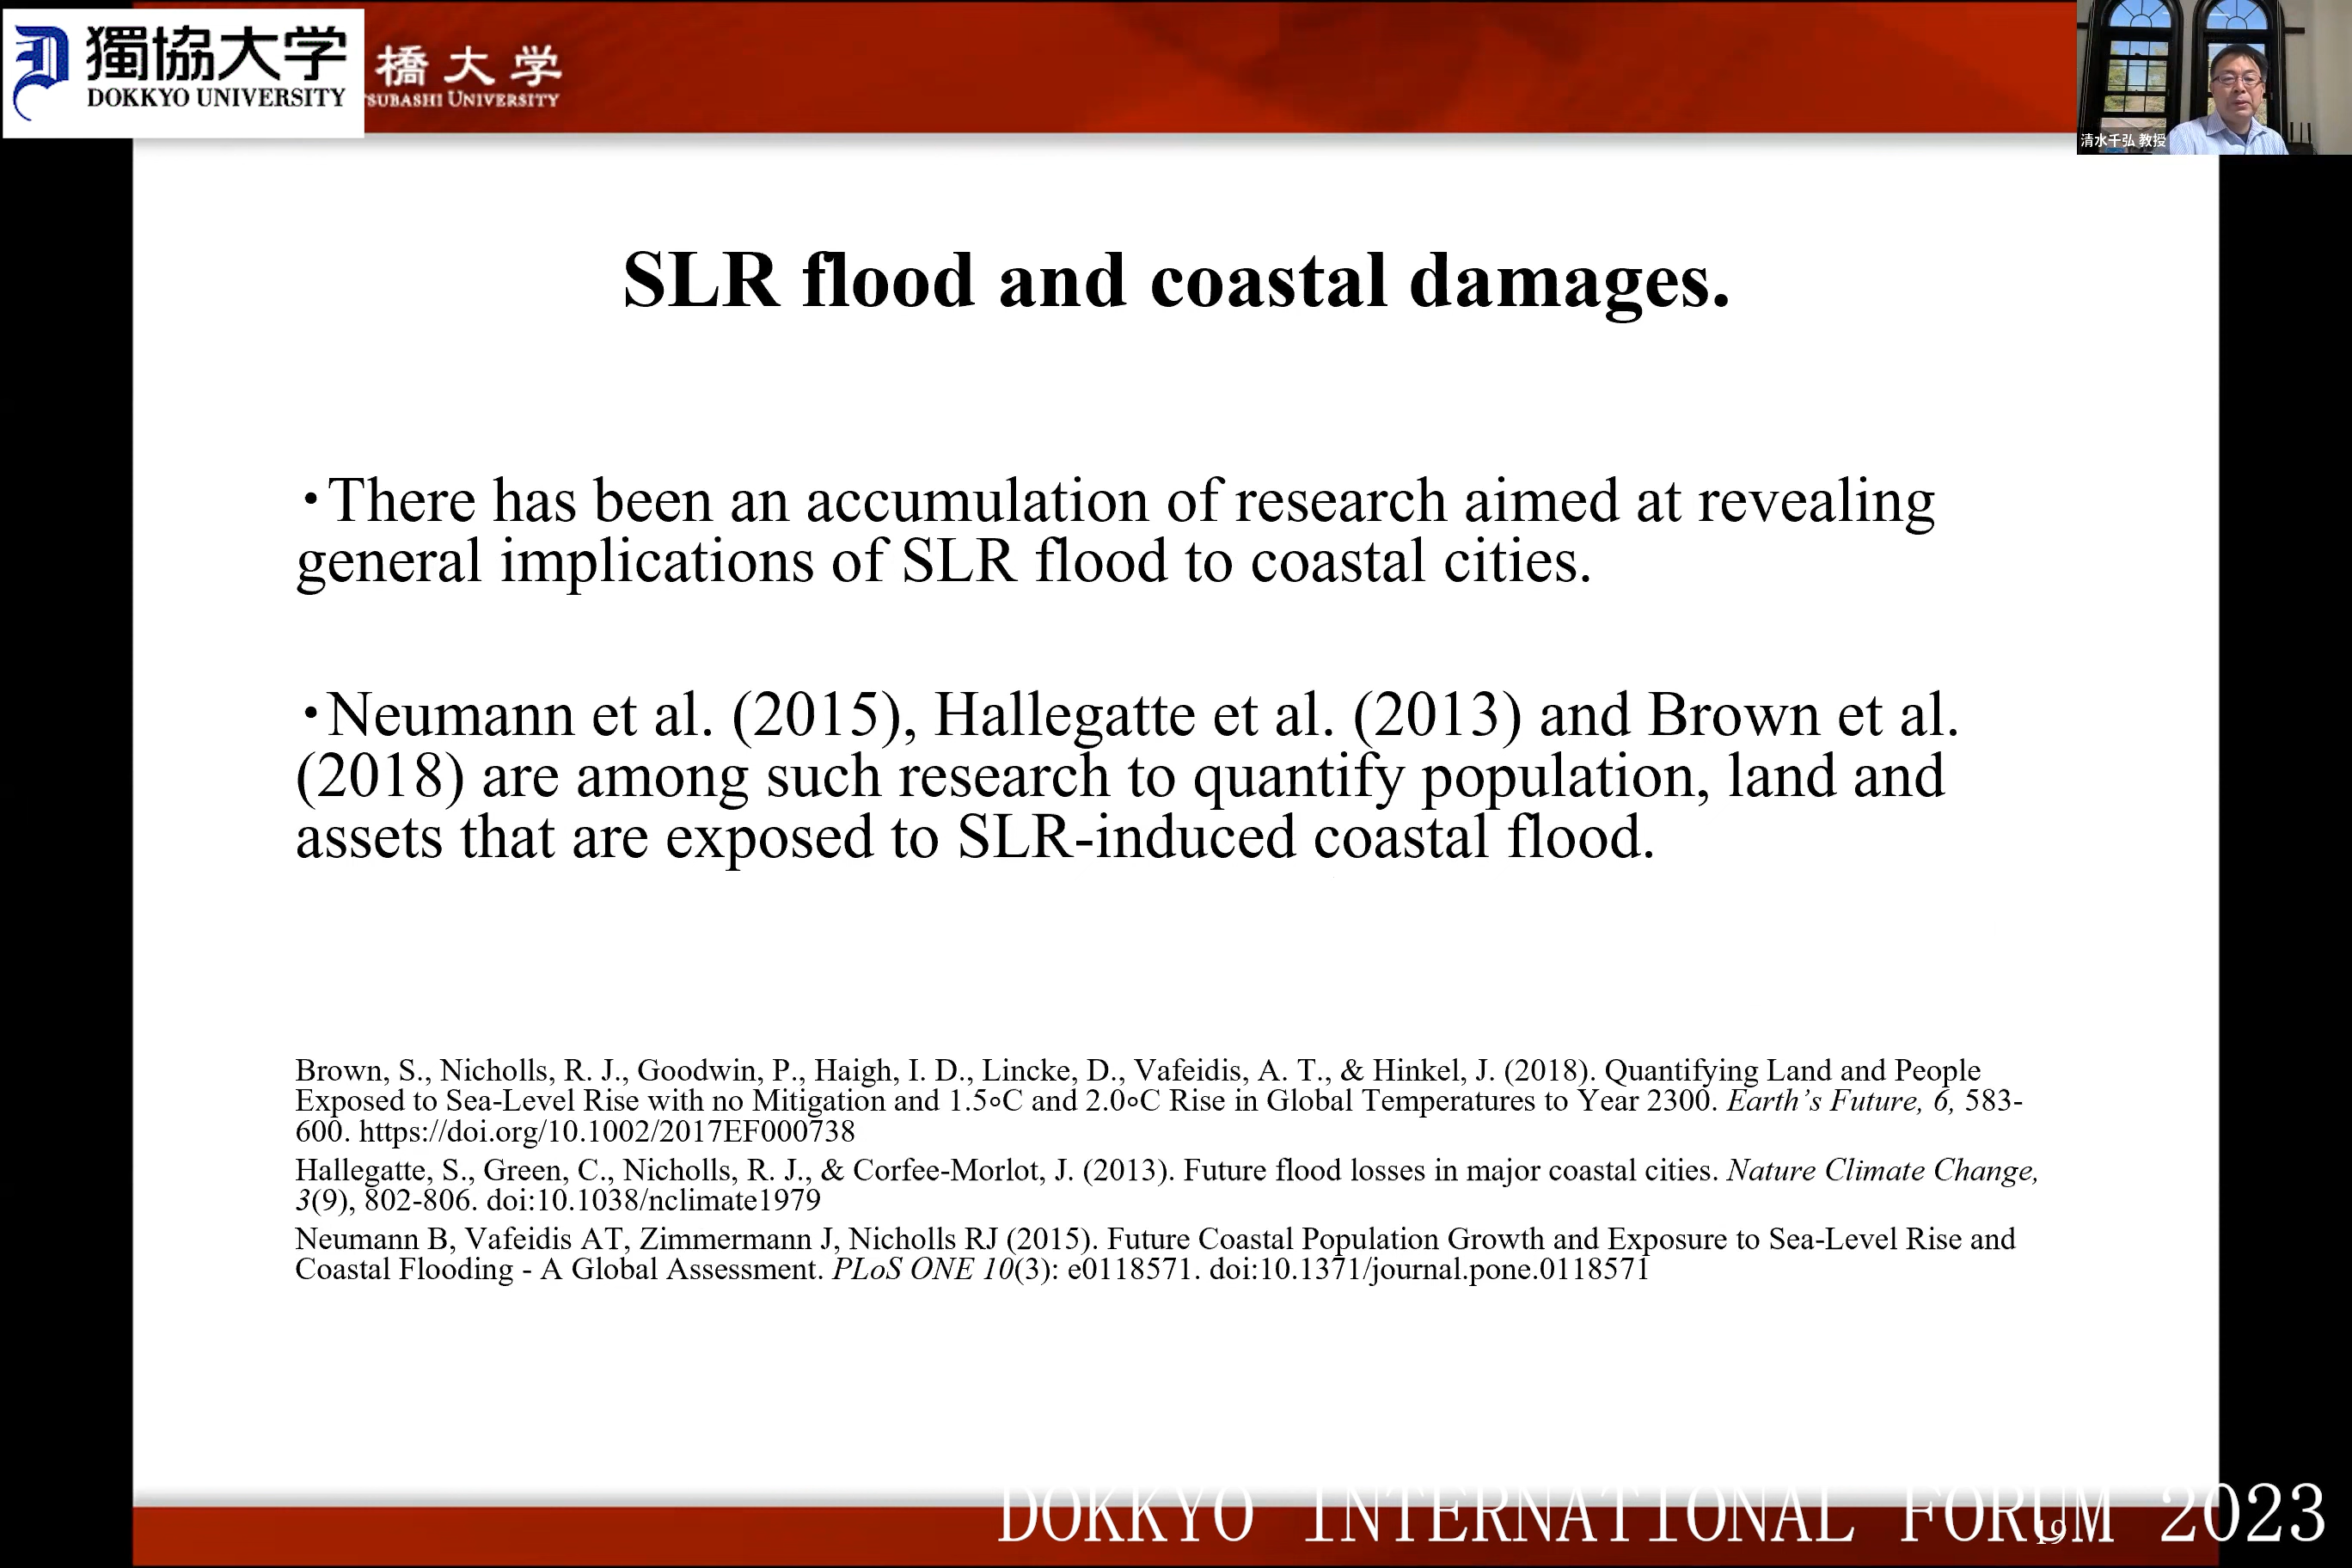 獨協大学
DOKKYO UNIVERSITY
橋大学
TSUBASHI UNIVERSITY
清水千弘 教授
SLR flood and coastal damages.
・There has been an accumulation of research aimed at revealing
general implications of SLR flood to coastal cities.
・Neumann et al. (2015), Hallegatte et al. (2013) and Brown et al.
(2018) are among such research to quantify population, land and
assets that are exposed to SLR-induced coastal flood.
Brown, S., Nicholls, R. J., Goodwin, P., Haigh, I. D., Lincke, D., Vafeidis, A. T., & Hinkel, J. (2018). Quantifying Land and People
Exposed to Sea-Level Rise with no Mitigation and 1.5∘C and 2.0∘C Rise in Global Temperatures to Year 2300. Earth’s Future, 6, 583-
600. https://doi.org/10.1002/2017EF000738
Hallegatte, S., Green, C., Nicholls, R. J., & Corfee-Morlot, J. (2013). Future flood losses in major coastal cities. Nature Climate Change,
3(9), 802-806. doi:10.1038/nclimate1979
Neumann B, Vafeidis AT, Zimmermann J, Nicholls RJ (2015). Future Coastal Population Growth and Exposure to Sea-Level Rise and
Coastal Flooding - A Global Assessment. PLoS ONE 10(3): e0118571. doi:10.1371/journal.pone.0118571
DOKKYO INTERNATIONAL FORUM 2023
19